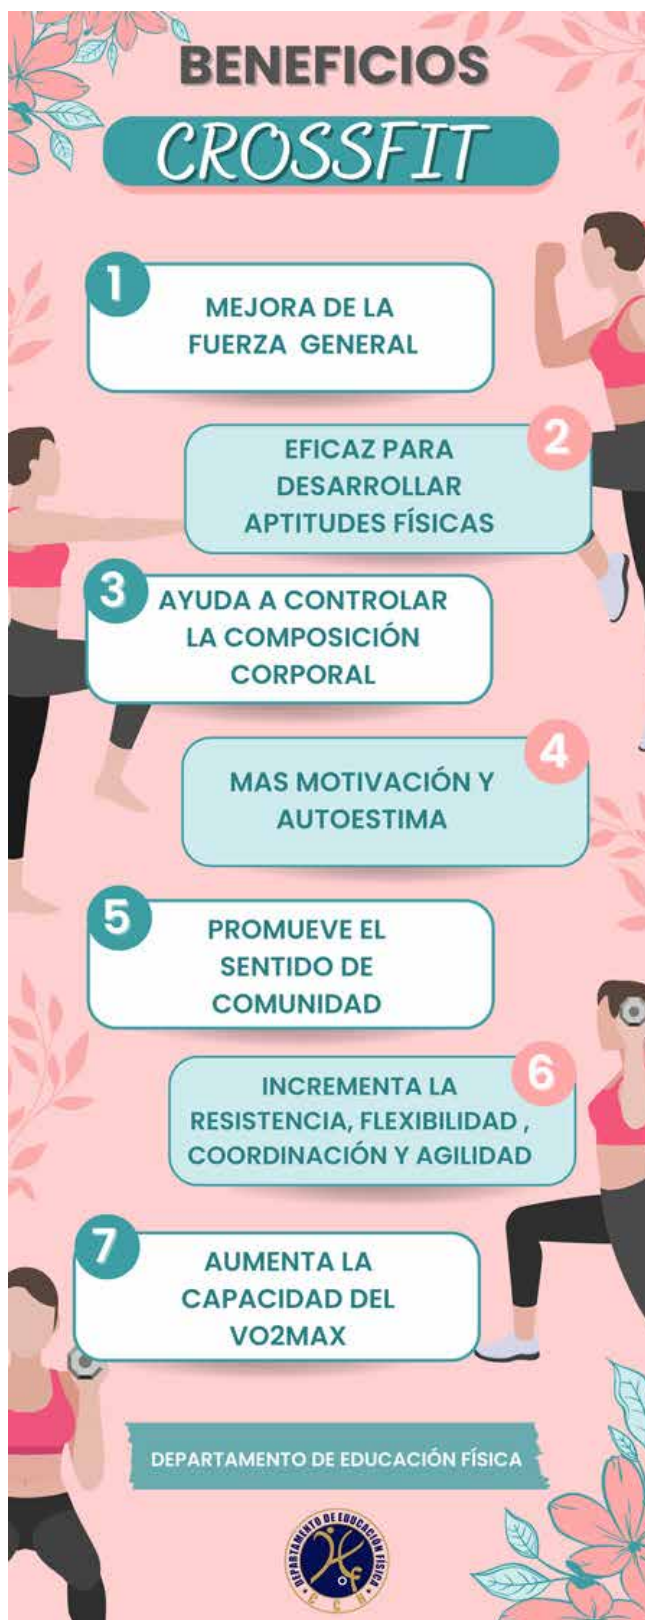 BENEFICIOS
CROSSFIT
1
MEJORA DE LA
FUERZA GENERAL
2
EFICAZ PARA
DESARROLLAR
APTITUDES FÍSICAS
3
AYUDA A CONTROLAR
LA COMPOSICIÓN
CORPORAL
4
MAS MOTIVACIÓN Y
AUTOESTIMA
5
PROMUEVE EL
SENTIDO DE
COMUNIDAD
6
INCREMENTA LA
RESISTENCIA, FLEXIBILIDAD ,
COORDINACIÓN Y AGILIDAD
7
AUMENTA LA
CAPACIDAD DEL
VO2MAX
DEPARTAMENTO DE EDUCACIÓN FÍSICA
DEPARTAMENTO DE EDUCACIÓN FÍSICA
C C H